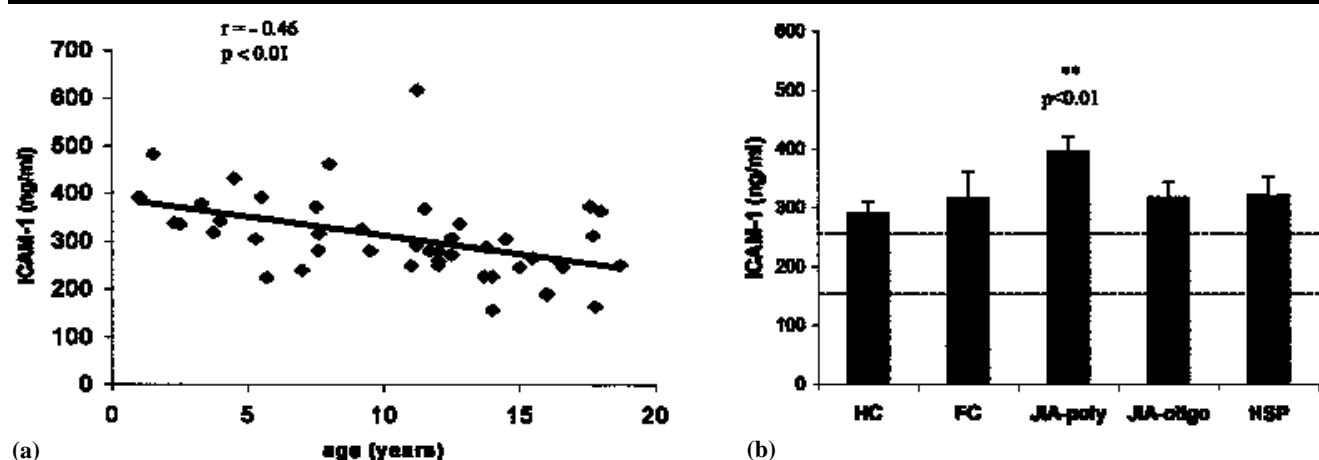 r = - 0.46
p < 0.01
700
600
500
400
300
200
100
0
0 5 10 15 20
ICAM-1 (ng/ml)
age (years)
(a)
600
500
400
300
200
100
0
ICAM-1 (ng/ml)
**
p<0.01
HC FC JIA-poly JIA-oligo NSP
(b)